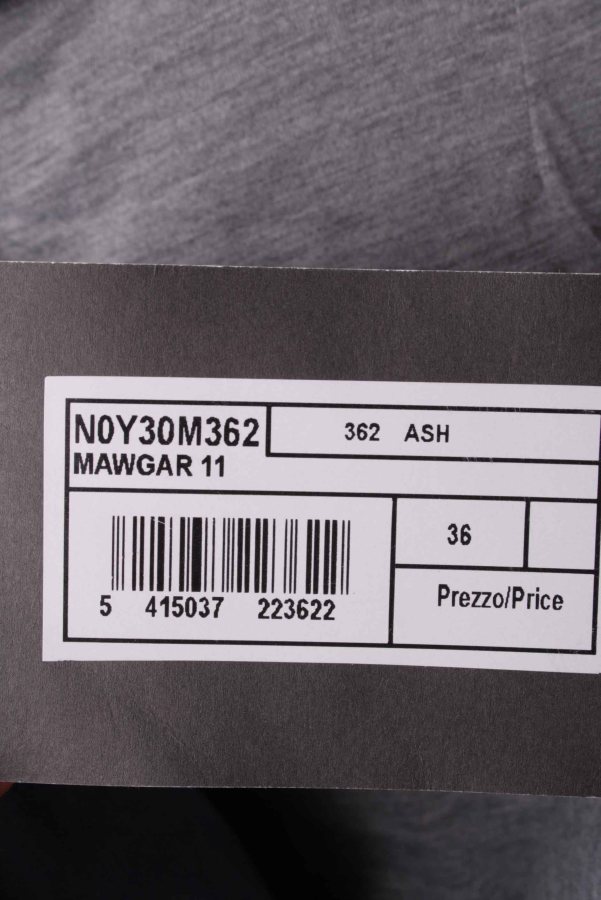 N0Y30M362
362 ASH
MAWGAR 11
36
Prezzo/Price
5 415037 223622